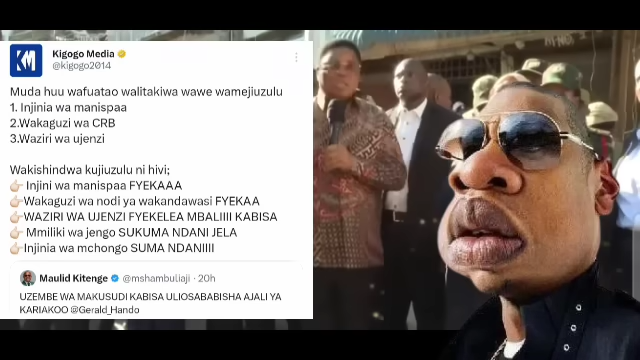 KM
Kigogo Media
@kigogo2014
Muda huu wafuatao walitakiwa wawe wamejiuzulu
1. Injinia wa manispaa
2.Wakaguzi wa CRB
3.Waziri wa ujenzi
Wakishindwa kujiuzulu ni hivi;
👉🏻 Injini wa manispaa FYEKAAA
👉🏻Wakaguzi wa nodi ya wakandawasi FYEKAA
👉🏻WAZIRI WA UJENZI FYEKELEA MBALIIII KABISA
👉🏻 Mmiliki wa jengo SUKUMA NDANI JELA
👉🏻Injinia wa mchongo SUMA NDANIIII
Maulid Kitenge @mshambuliaji · 20h
UZEMBE WA MAKUSUDI KABISA ULIOSABABISHA AJALI YA
KARIAKOO @Gerald_Hando